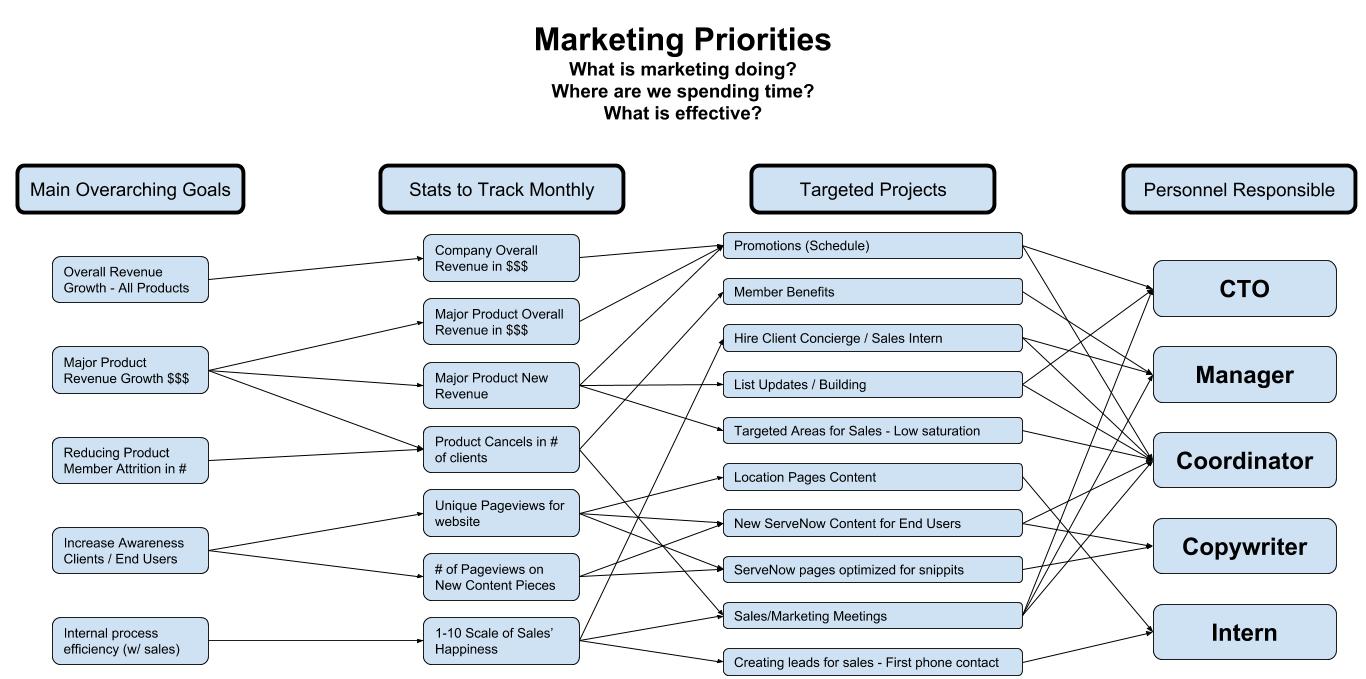 Marketing Priorities
What is marketing doing?
Where are we spending time?
What is effective?
Main Overarching Goals
Stats to Track Monthly
Targeted Projects
Personnel Responsible
Overall Revenue
Growth - All Products
Major Product
Revenue Growth $$$
Reducing Product
Member Attrition in #
Increase Awareness
Clients / End Users
Internal process
efficiency (w/ sales)
Company Overall
Revenue in $$$
Major Product Overall
Revenue in $$$
Major Product New
Revenue
Product Cancels in #
of clients
Unique Pageviews for
website
# of Pageviews on
New Content Pieces
1-10 Scale of Sales’
Happiness
Promotions (Schedule)
Member Benefits
Hire Client Concierge / Sales Intern
List Updates / Building
Targeted Areas for Sales - Low saturation
Location Pages Content
New ServeNow Content for End Users
ServeNow pages optimized for snippits
Sales/Marketing Meetings
Creating leads for sales - First phone contact
CTO
Manager
Coordinator
Copywriter
Intern